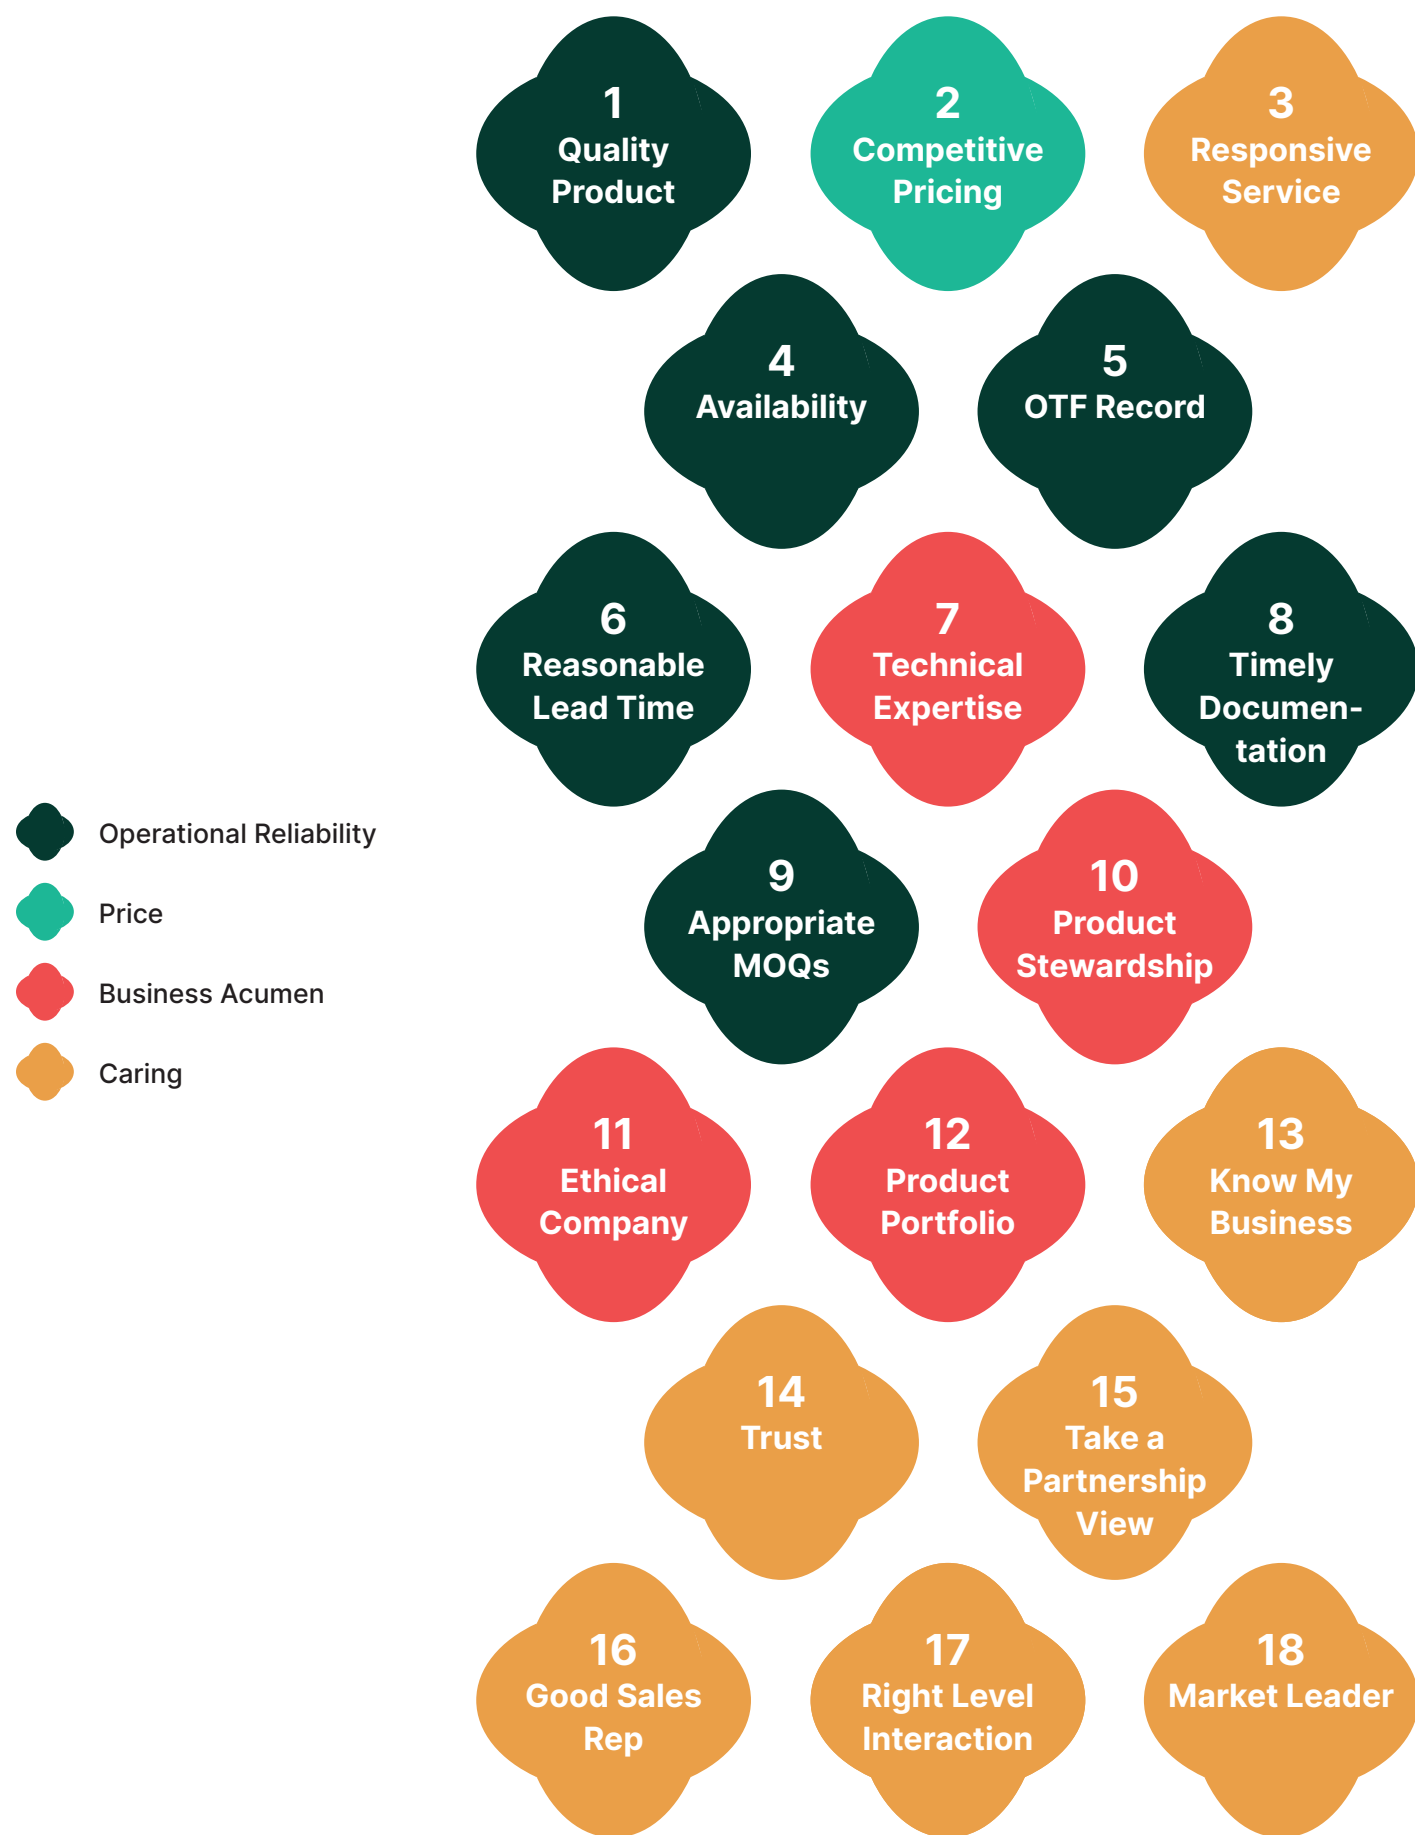 1
Quality
Product
2
Competitive
Pricing
3
Responsive
Service
4
Availability
5
OTF Record
6
Reasonable
Lead Time
7
Technical
Expertise
8
Timely
Documen-
tation
Operational Reliability
Price
Business Acumen
Caring
9
Appropriate
MOQs
10
Product
Stewardship
11
Ethical
Company
12
Product
Portfolio
13
Know My
Business
14
Trust
15
Take a
Partnership
View
16
Good Sales
Rep
17
Right Level
Interaction
18
Market Leader